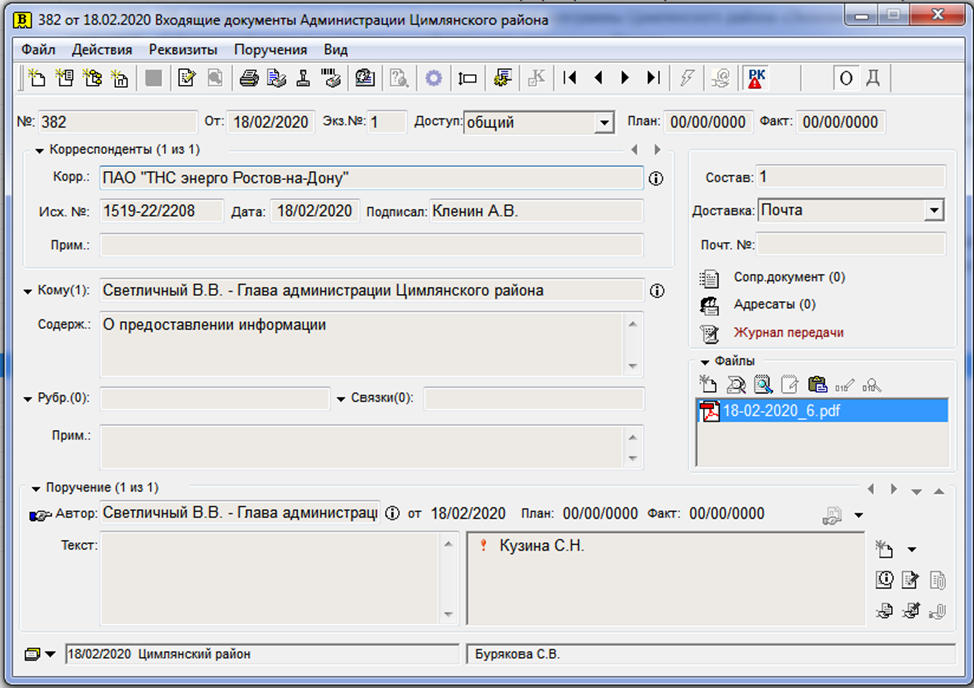 382 от 18.02.2020 Входящие документы Администрации Цимлянского района
Файл Действия Реквизиты Поручения Вид
РК О Д
№: 382 От: 18/02/2020 Экз.№: 1 Доступ: общий План: 00/00/0000 Факт: 00/00/0000
Корреспонденты (1 из 1)
Корр.: ПАО "ТНС энерго Ростов-на-Дону"
Состав: 1
Исх. №: 1519-22/2208 Дата: 18/02/2020 Подписал: Кленин А.В.
Доставка: Почта
Прим.:
Почт. №:
Сопр.документ (0)
Кому(1): Светличный В.В. - Глава администрации Цимлянского района
Адресаты (0)
Содерж.: О предоставлении информации
Журнал передачи
Файлы
Рубр.(0): Связки(0):
18-02-2020_6.pdf
Прим.:
Поручение (1 из 1)
Автор: Светличный В.В. - Глава администрац от 18/02/2020 План: 00/00/0000 Факт: 00/00/0000
Текст: Кузина С.Н.
18/02/2020 Цимлянский район Бурякова С.В.